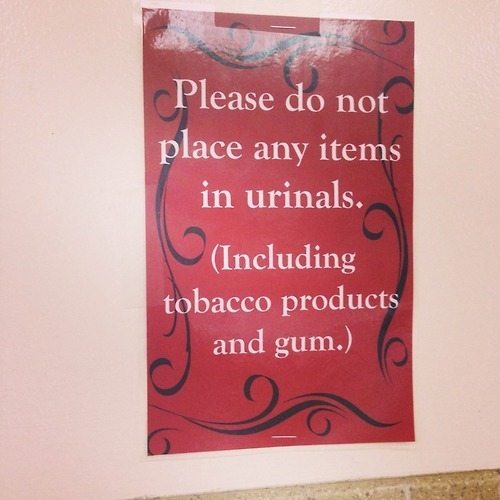 Please do not
place any items
in urinals.
(Including
tobacco products
and gum.)